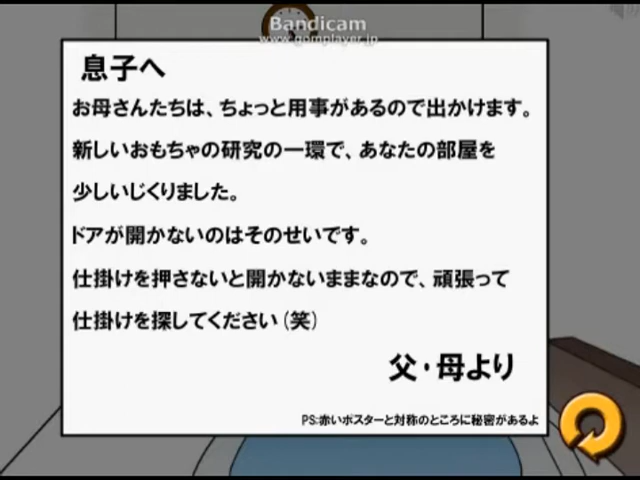 Bandicam
www.gomplayer.jp
息子へ
お母さんたちは、ちょっと用事があるので出かけます。
新しいおもちゃの研究の一環で、あなたの部屋を
少しいじくりました。
ドアが開かないのはそのせいです。
仕掛けを押さないと開かないままなので、頑張って
仕掛けを探してください(笑)
父・母より
PS:赤いポスターと対称のところに秘密があるよ